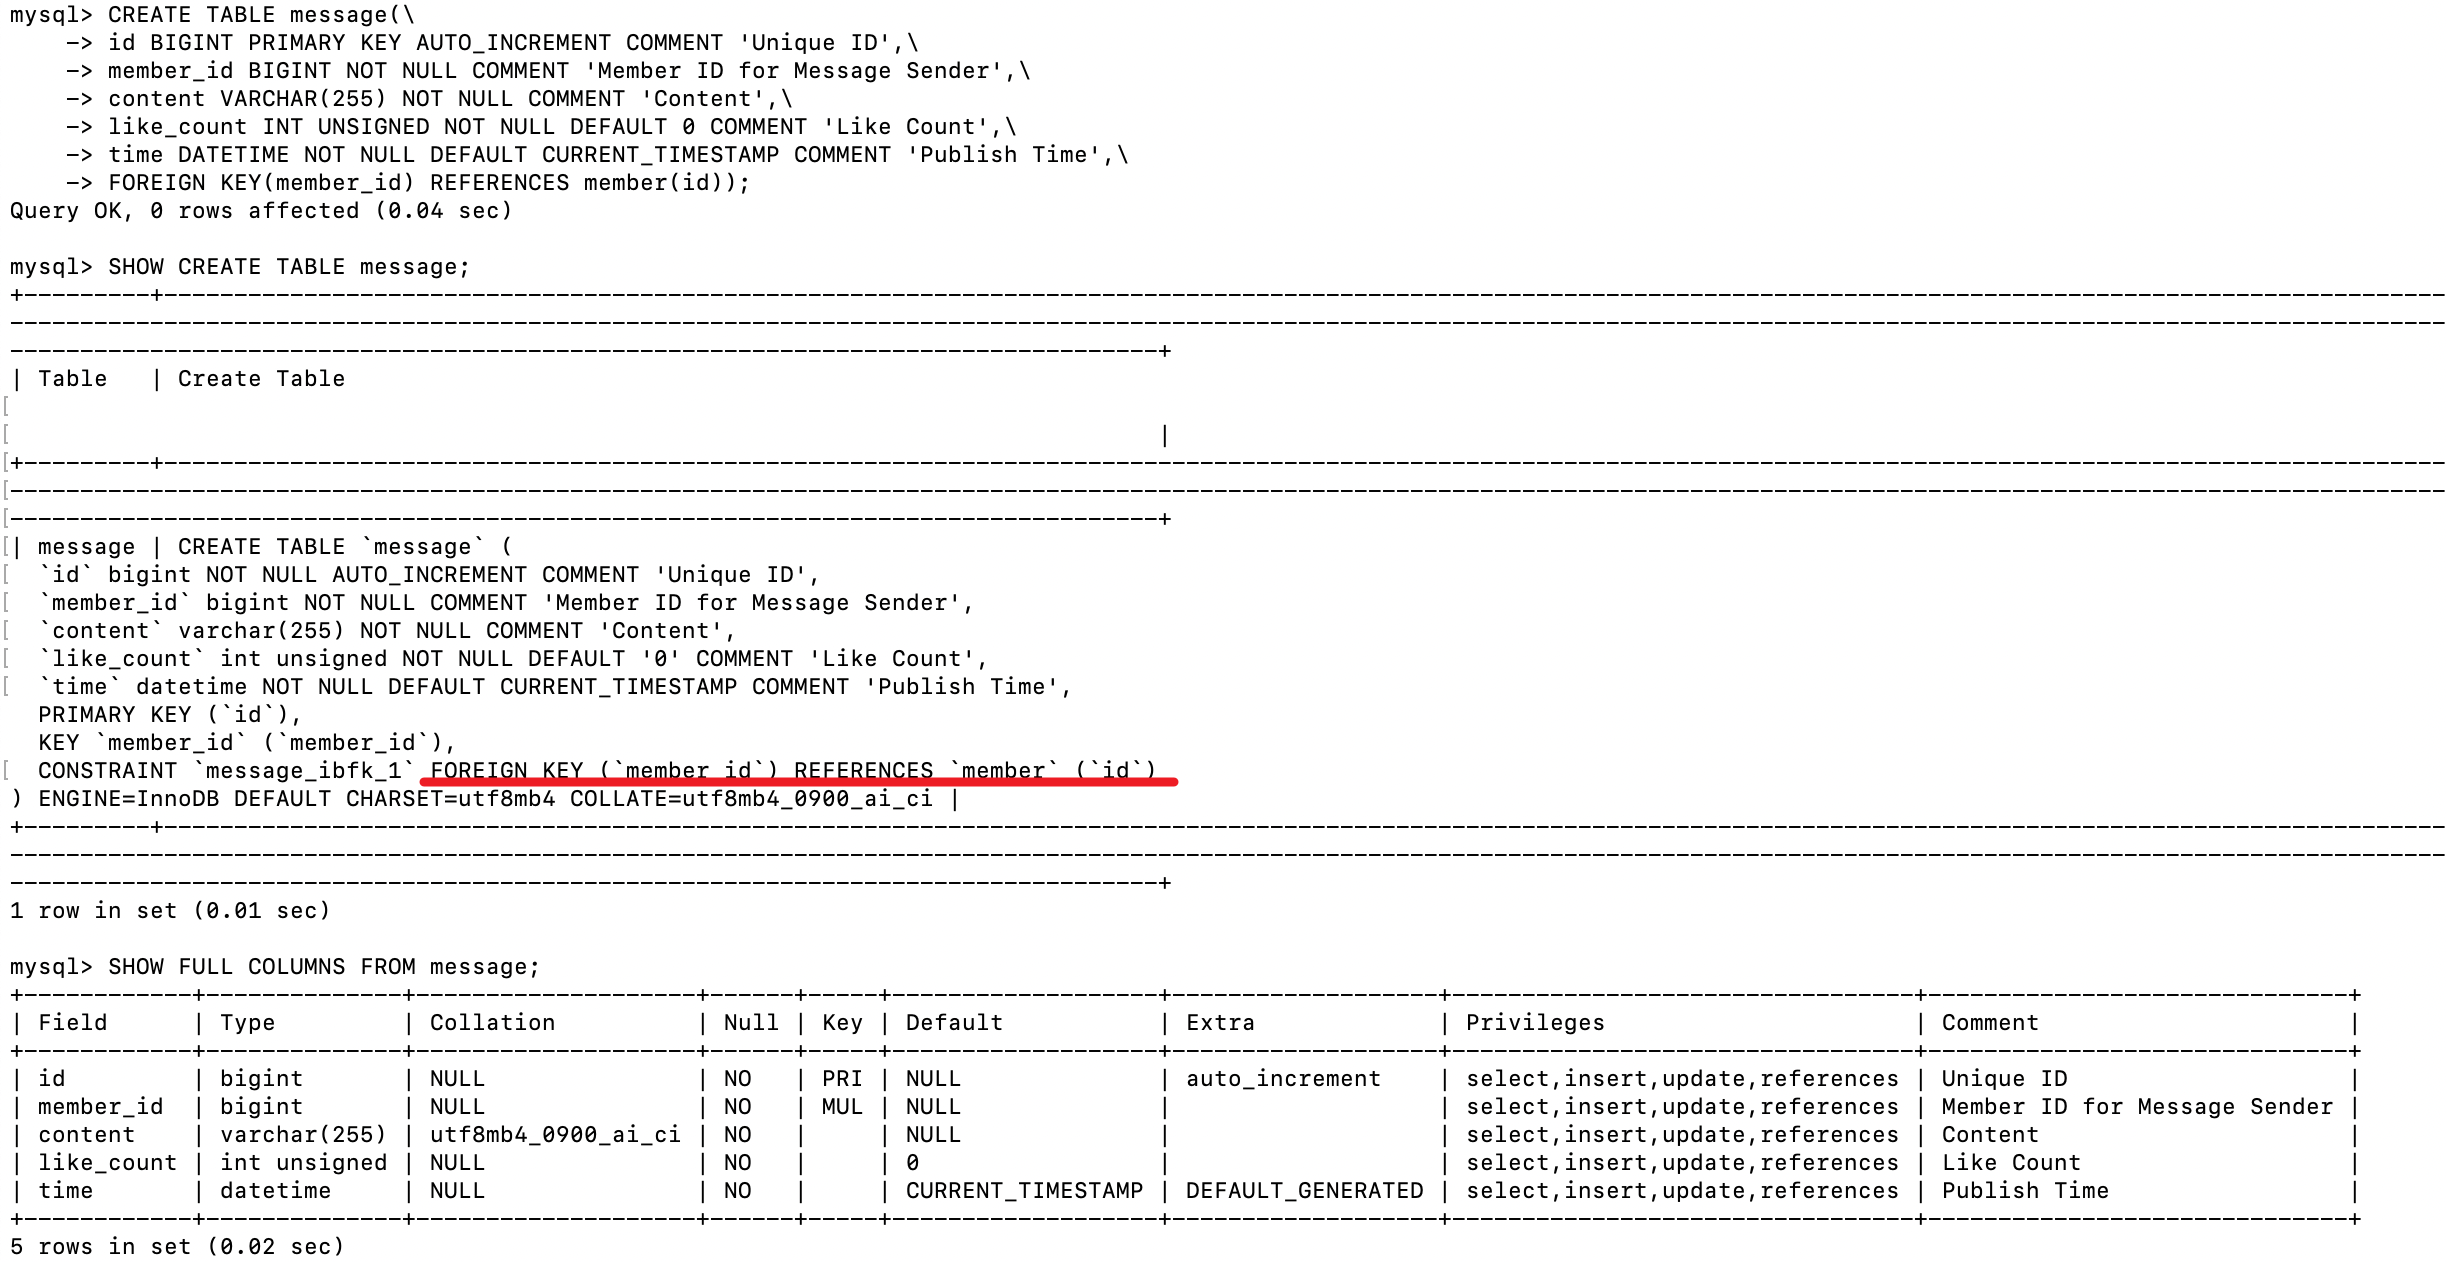 mysql> CREATE TABLE message(\
    -> id BIGINT PRIMARY KEY AUTO_INCREMENT COMMENT 'Unique ID',\
    -> member_id BIGINT NOT NULL COMMENT 'Member ID for Message Sender',\
    -> content VARCHAR(255) NOT NULL COMMENT 'Content',\
    -> like_count INT UNSIGNED NOT NULL DEFAULT 0 COMMENT 'Like Count',\
    -> time DATETIME NOT NULL DEFAULT CURRENT_TIMESTAMP COMMENT 'Publish Time',\
    -> FOREIGN KEY(member_id) REFERENCES member(id));
Query OK, 0 rows affected (0.04 sec)
mysql> SHOW CREATE TABLE message;
| Table   | Create Table
|
| message | CREATE TABLE `message` (
  `id` bigint NOT NULL AUTO_INCREMENT COMMENT 'Unique ID',
  `member_id` bigint NOT NULL COMMENT 'Member ID for Message Sender',
  `content` varchar(255) NOT NULL COMMENT 'Content',
  `like_count` int unsigned NOT NULL DEFAULT '0' COMMENT 'Like Count',
  `time` datetime NOT NULL DEFAULT CURRENT_TIMESTAMP COMMENT 'Publish Time',
  PRIMARY KEY (`id`),
  KEY `member_id` (`member_id`),
  CONSTRAINT `message_ibfk_1` FOREIGN KEY (`member_id`) REFERENCES `member` (`id`)
) ENGINE=InnoDB DEFAULT CHARSET=utf8mb4 COLLATE=utf8mb4_0900_ai_ci |
1 row in set (0.01 sec)
mysql> SHOW FULL COLUMNS FROM message;
| Field      | Type         | Collation          | Null | Key | Default           | Extra             | Privileges                      | Comment                      |
| id         | bigint       | NULL               | NO   | PRI | NULL              | auto_increment    | select,insert,update,references | Unique ID                    |
| member_id  | bigint       | NULL               | NO   | MUL | NULL              |                   | select,insert,update,references | Member ID for Message Sender |
| content    | varchar(255) | utf8mb4_0900_ai_ci | NO   |     | NULL              |                   | select,insert,update,references | Content                      |
| like_count | int unsigned | NULL               | NO   |     | 0                 |                   | select,insert,update,references | Like Count                   |
| time       | datetime     | NULL               | NO   |     | CURRENT_TIMESTAMP | DEFAULT_GENERATED | select,insert,update,references | Publish Time                 |
5 rows in set (0.02 sec)